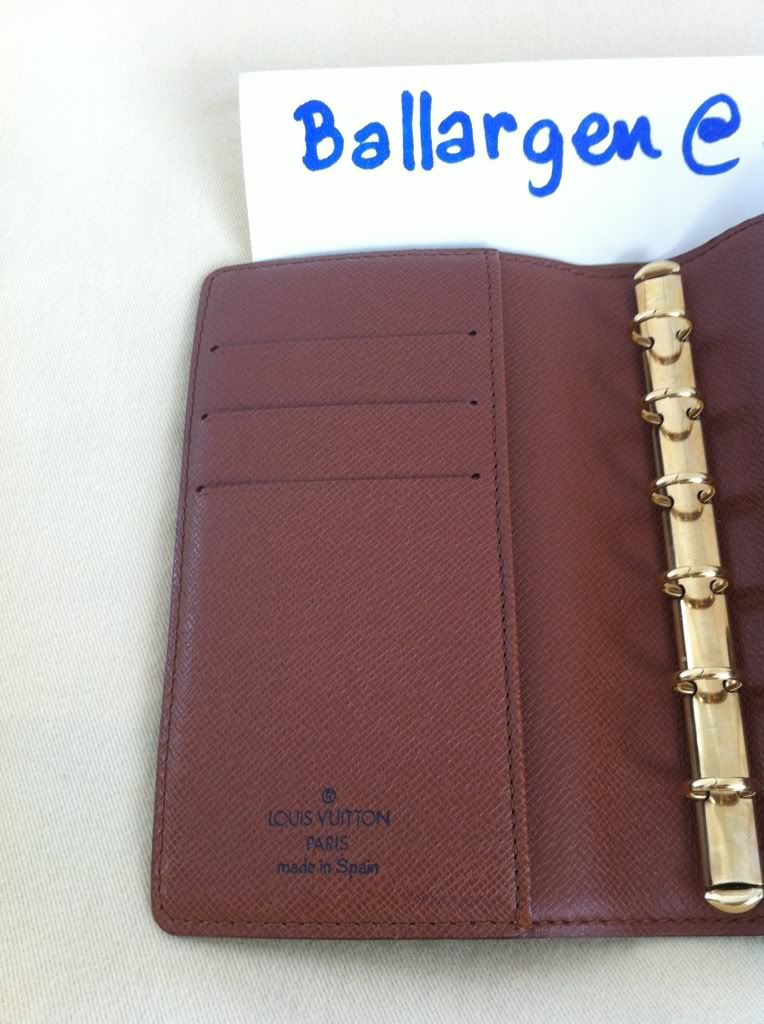 Ballargen@
LOUIS VUITTON
PARIS
made in Spain